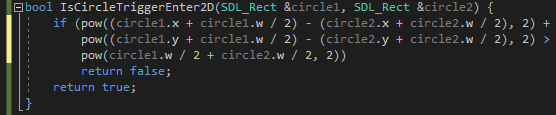 bool IsCircleTriggerEnter2D(SDL_Rect &circle1, SDL_Rect &circle2) {
if (pow((circle1.x + circle1.w / 2) - (circle2.x + circle2.w / 2), 2) +
pow((circle1.y + circle1.w / 2) - (circle2.y + circle2.w / 2), 2) >
pow(circle1.w / 2 + circle2.w / 2, 2))
return false;
return true;
}